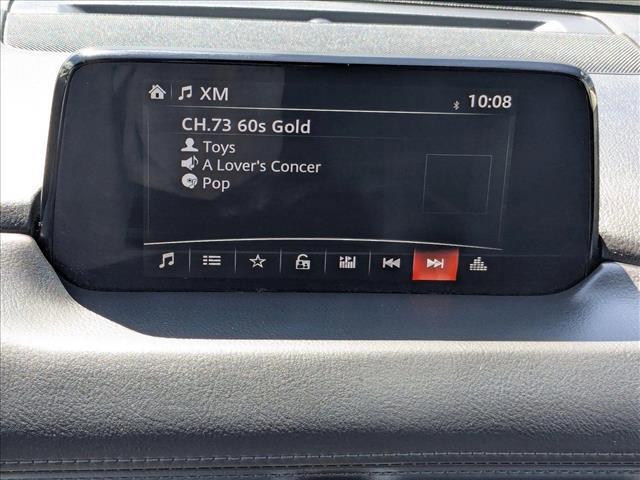 XM
10:08
CH.73 60s Gold
Toys
A Lover's Concer
Pop